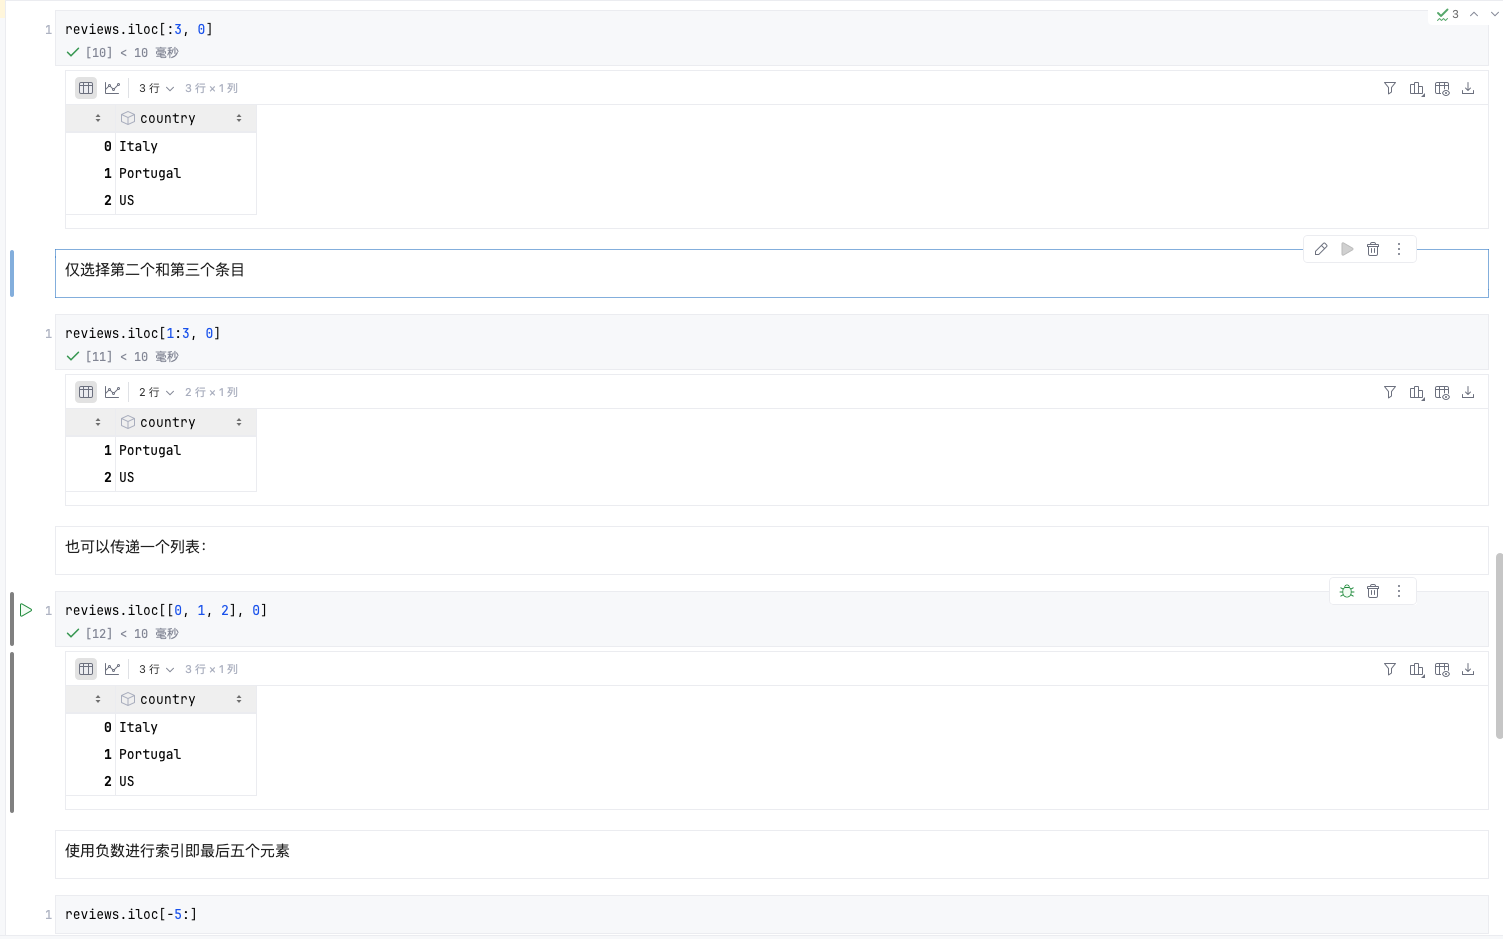 3
1 reviews.iloc[:3, 0]
[10] < 10 毫秒
3 行 3 行 × 1 列
country
0 Italy
1 Portugal
2 US
仅选择第二个和第三个条目
1 reviews.iloc[1:3, 0]
[11] < 10 毫秒
2 行 2 行 × 1 列
country
1 Portugal
2 US
也可以传递一个列表：
1 reviews.iloc[[0, 1, 2], 0]
[12] < 10 毫秒
3 行 3 行 × 1 列
country
0 Italy
1 Portugal
2 US
使用负数进行索引即最后五个元素
1 reviews.iloc[-5:]